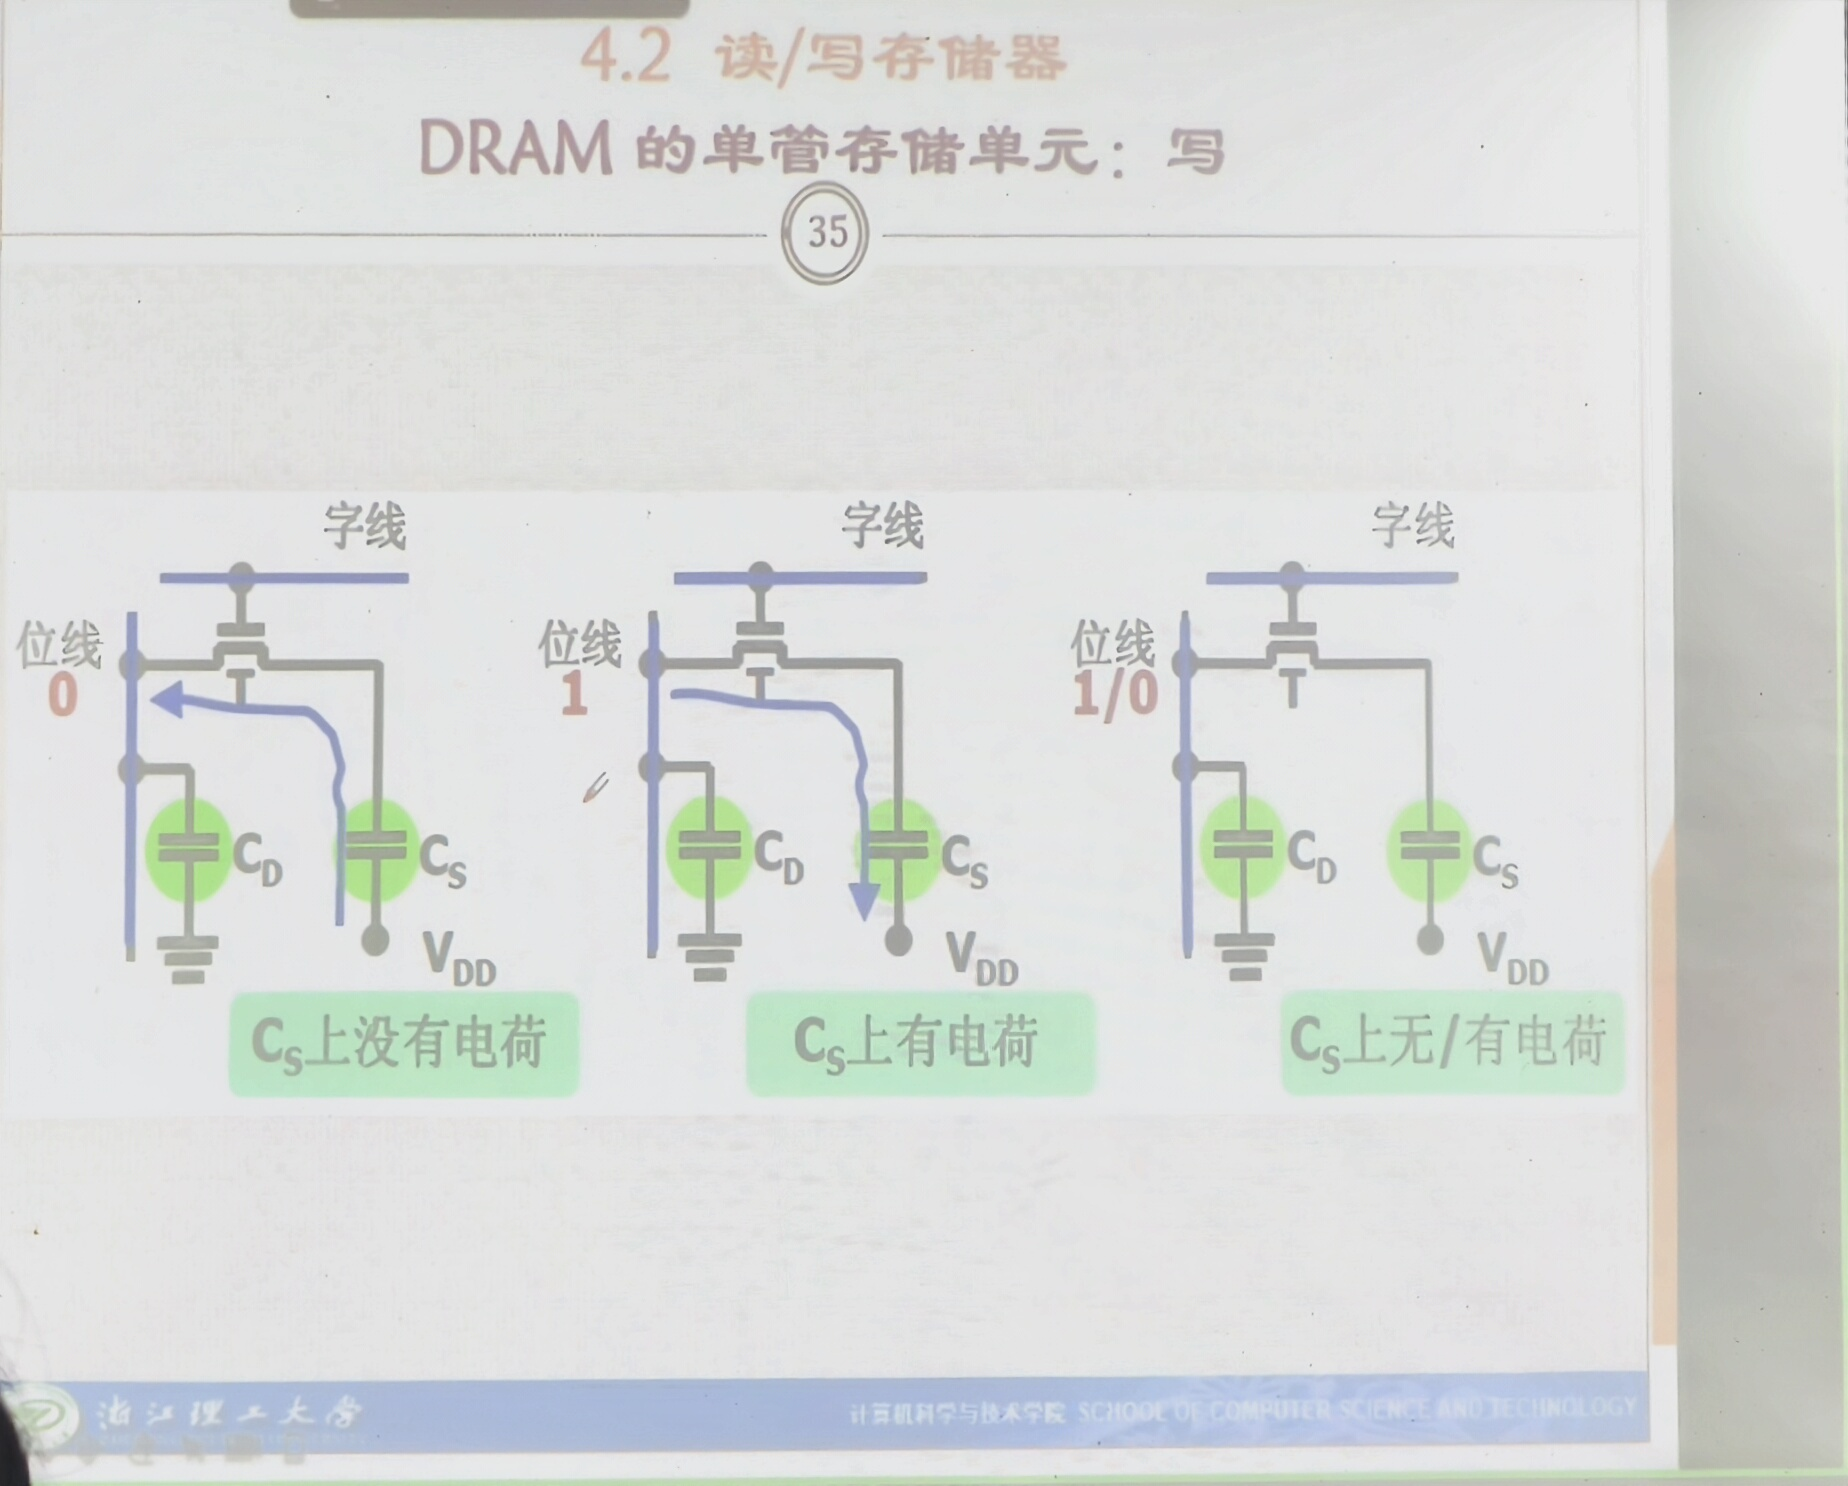 4.2 读/写存储器
DRAM 的单管存储单元：写
35
字线
位线
0
T
CD
CS
VDD
CS上没有电荷
字线
位线
1
T
CD
CS
VDD
CS上有电荷
字线
位线
1/0
T
CD
CS
VDD
CS上无/有电荷
浙江理工大学
计算机科学与技术学院 SCHOOL OF COMPUTER SCIENCE AND TECHNOLOGY